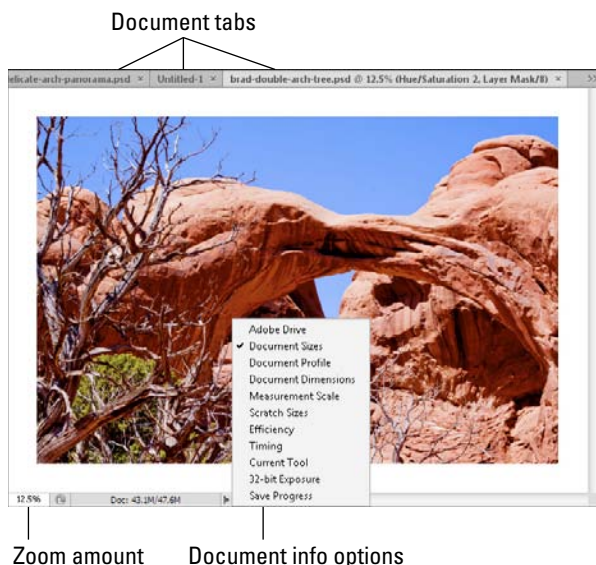 Document tabs
elicate-arch-panorama.psd × Untitled-1 × brad-double-arch-tree.psd @ 12.5% (Hue/Saturation 2, Layer Mask/8) × >>
Adobe Drive
✔ Document Sizes
Document Profile
Document Dimensions
Measurement Scale
Scratch Sizes
Efficiency
Timing
Current Tool
32-bit Exposure
Save Progress
12.5% Doc: 43.1M/47.6M
Zoom amount Document info options